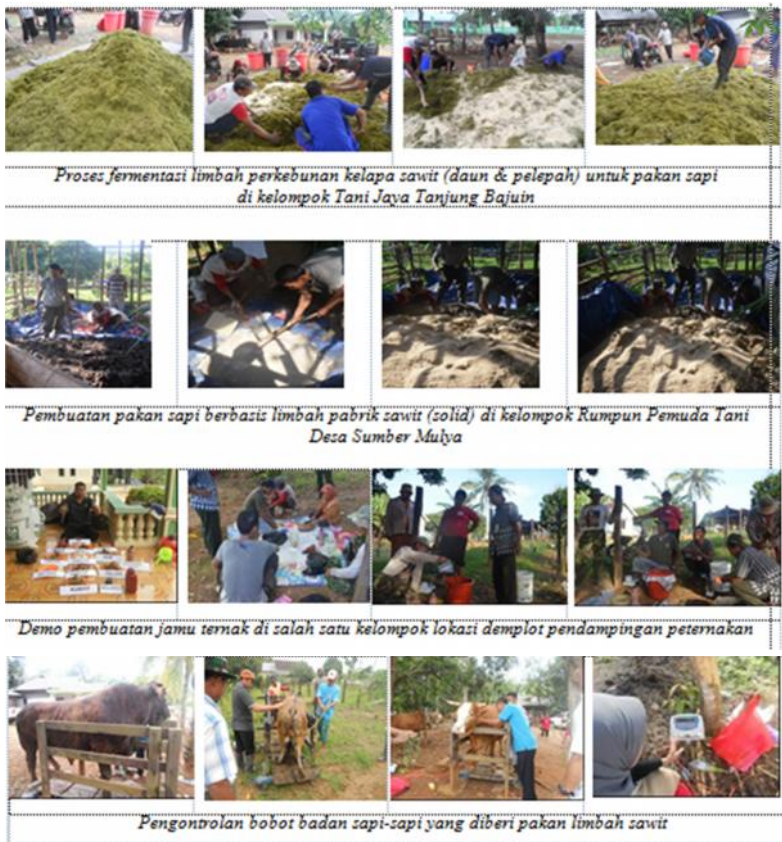 Proses fermentasi limbah perkebunan kelapa sawit (daun & pelepah) untuk pakan sapi
di kelompok Tani Jaya Tanjung Bajuin
Pembuatan pakan sapi berbasis limbah pabrik sawit (solid) di kelompok Rumpun Pemuda Tani
Desa Sumber Mulya
Demo pembuatan jamu ternak di salah satu kelompok lokasi demplot pendampingan peternakan
Pengontrolan bobot badan sapi-sapi yang diberi pakan limbah sawit